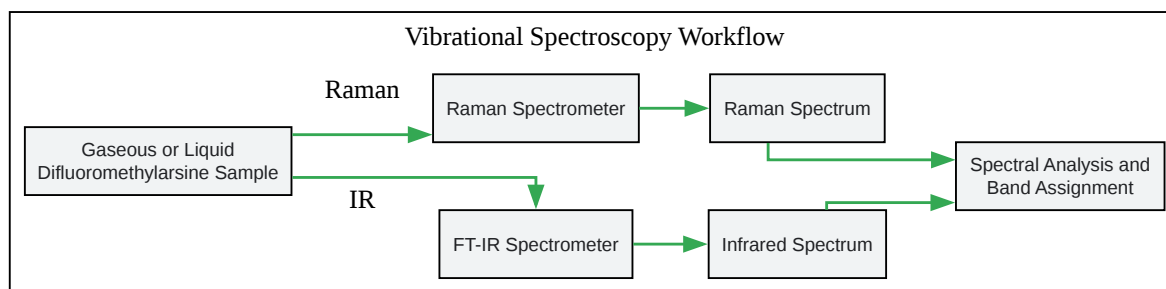 Vibrational Spectroscopy Workflow
Raman
Raman Spectrometer
Raman Spectrum
Gaseous or Liquid
Difluoromethylarsine Sample
Spectral Analysis and
Band Assignment
IR
FT-IR Spectrometer
Infrared Spectrum